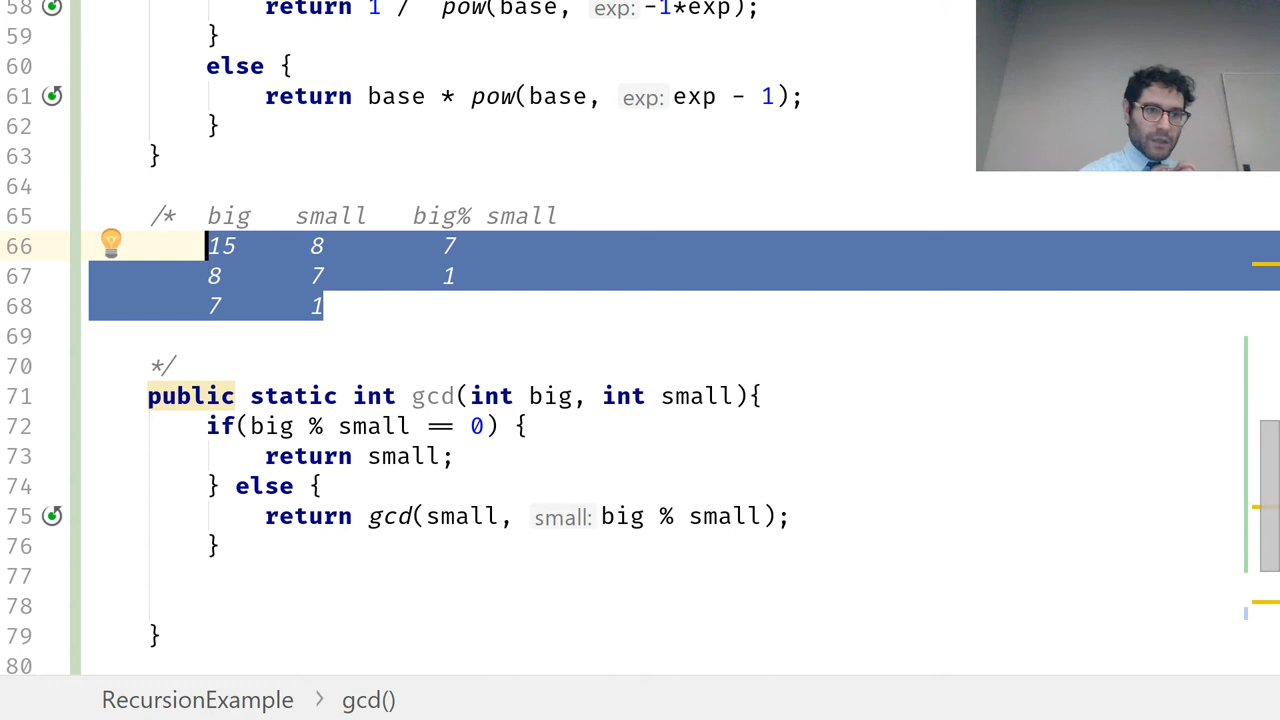 58 return 1 / pow(base, exp: -1*exp);
59 }
60 else {
61 return base * pow(base, exp: exp - 1);
62 }
63 }
64
65 /* big small big% small
66 15 8 7
67 8 7 1
68 7 1
69
70 */
71 public static int gcd(int big, int small){
72 if(big % small == 0) {
73 return small;
74 } else {
75 return gcd(small, small: big % small);
76 }
77
78
79 }
80
RecursionExample > gcd()